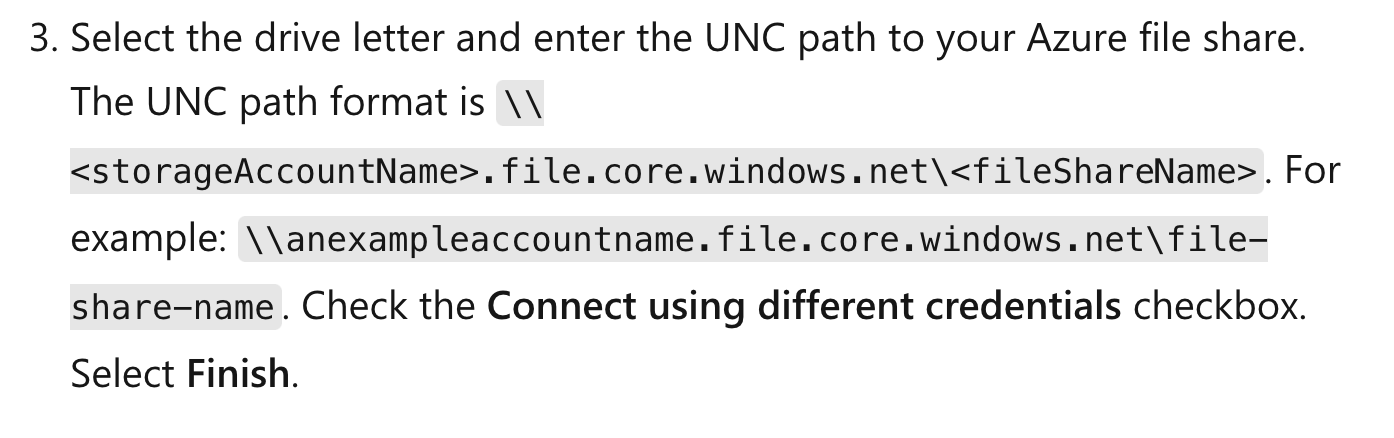 3. Select the drive letter and enter the UNC path to your Azure file share.
The UNC path format is \\
<storageAccountName>.file.core.windows.net\<fileShareName>. For
example: \\anexampleaccountname.file.core.windows.net\file-
share-name. Check the Connect using different credentials checkbox.
Select Finish.